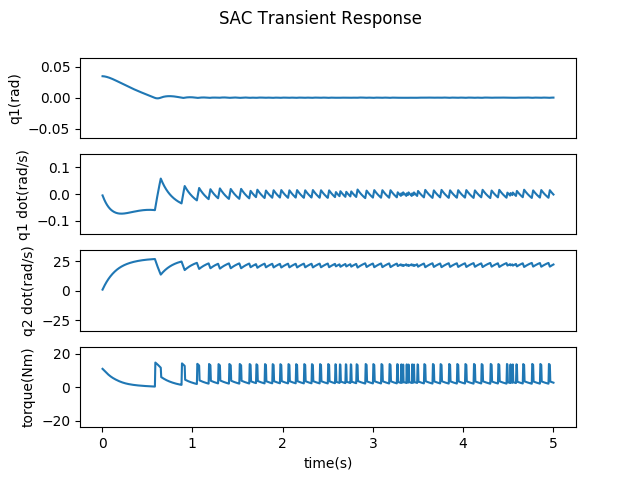 SAC Transient Response
q1(rad)
0.05
0.00
−0.05
q1 dot(rad/s)
0.1
0.0
−0.1
q2 dot(rad/s)
25
0
−25
torque(Nm)
20
0
−20
0 1 2 3 4 5
time(s)